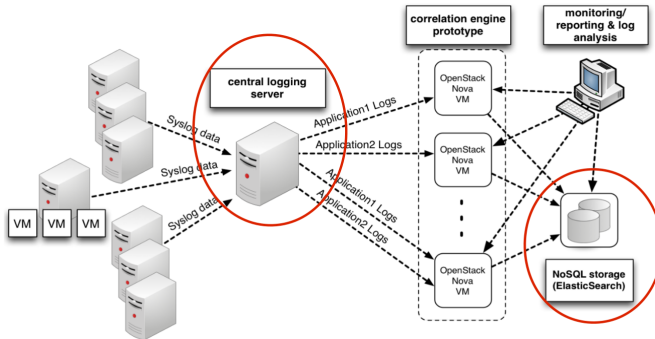 correlation engine
prototype
monitoring/
reporting & log
analysis
central logging
server
Syslog data
Syslog data
Syslog data
VM
VM
VM
Application1 Logs
Application2 Logs
Application1 Logs
Application2 Logs
OpenStack
Nova
VM
OpenStack
Nova
VM
OpenStack
Nova
VM
NoSQL storage
(ElasticSearch)